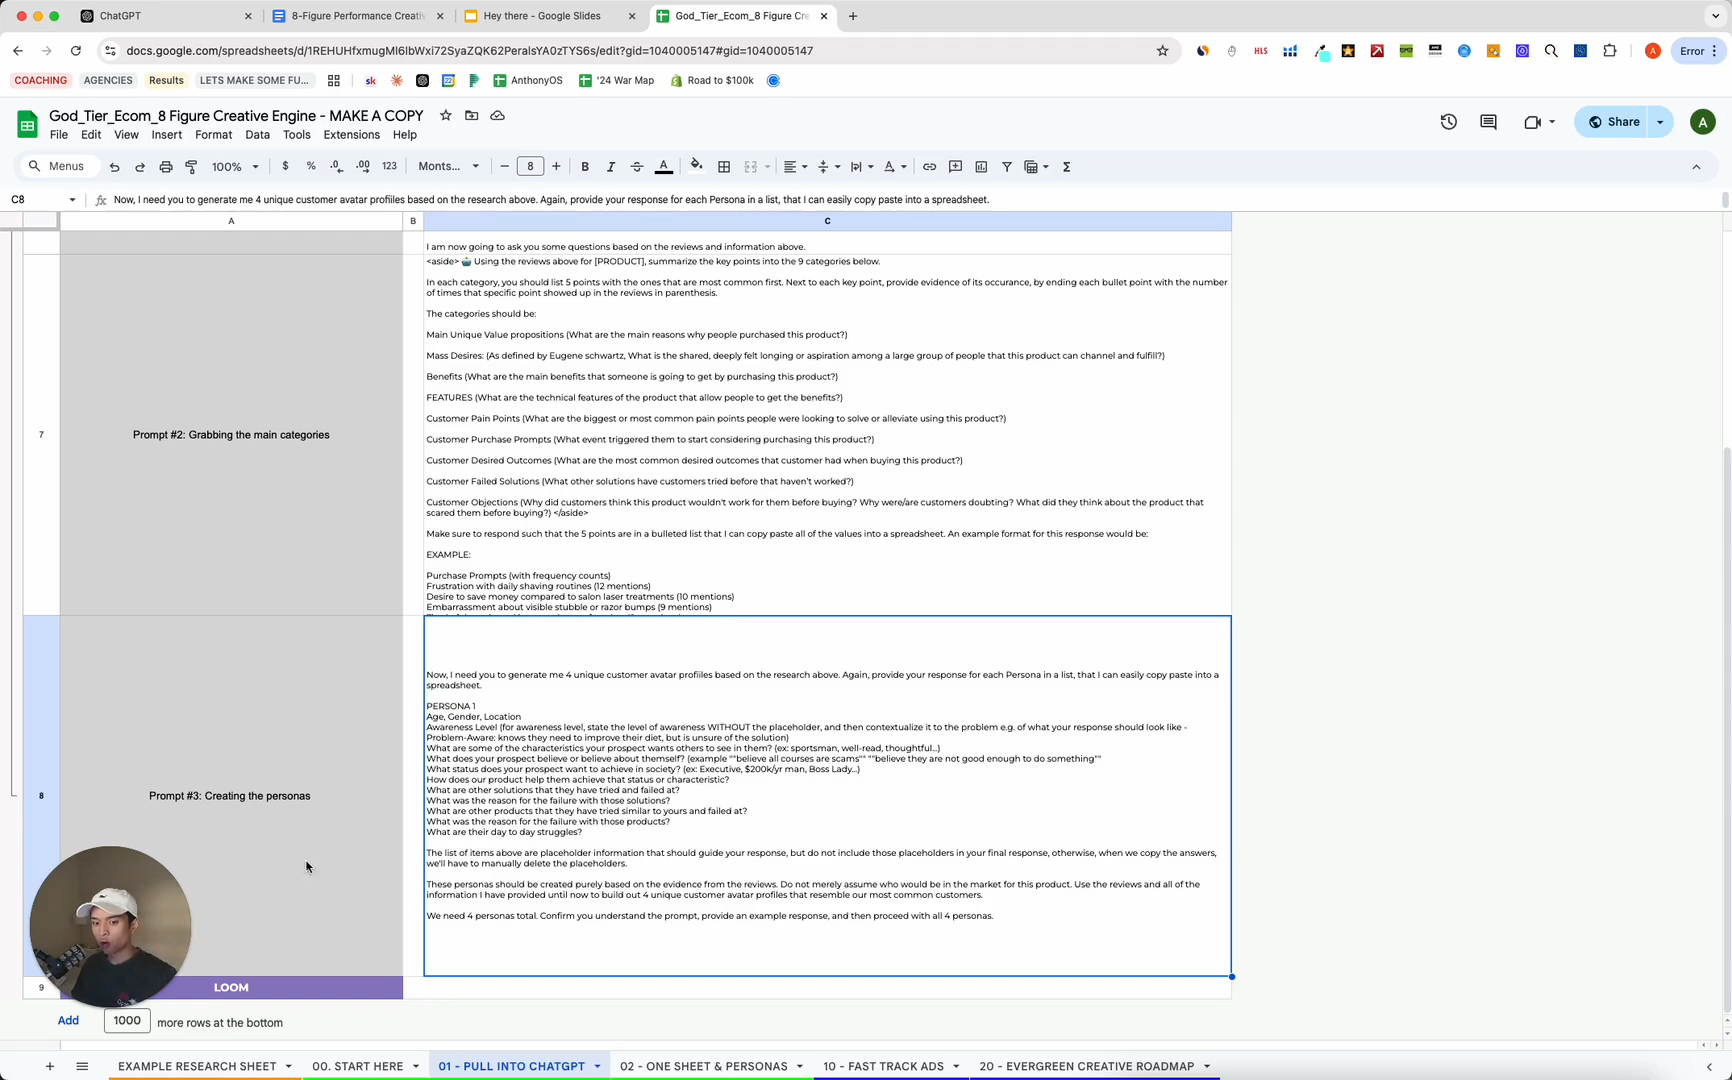 ChatGPT
8-Figure Performance Creativ
Hey there - Google Slides
God_Tier_Ecom_8 Figure Cre
docs.google.com/spreadsheets/d/1REHUHfxmugMI6IbWxi72SyaZQK62PeralsYA0zTYS6s/edit?gid=1040005147#gid=1040005147
HLS
A
Error
COACHING
AGENCIES
Results
LETS MAKE SOME FU...
sk
AnthonyOS
'24 War Map
Road to $100k
God_Tier_Ecom_8 Figure Creative Engine - MAKE A COPY
File Edit View Insert Format Data Tools Extensions Help
Share
A
Menus
100%
$ % .0 .00 123
Monts...
8
B I A
C8
Now, I need you to generate me 4 unique customer avatar profiiles based on the research above. Again, provide your response for each Persona in a list, that I can easily copy paste into a spreadsheet.
A B C
I am now going to ask you some questions based on the reviews and information above.
7
Prompt #2: Grabbing the main categories
<aside> 🤖 Using the reviews above for [PRODUCT], summarize the key points into the 9 categories below.
In each category, you should list 5 points with the ones that are most common first. Next to each key point, provide evidence of its occurance, by ending each bullet point with the number
of times that specific point showed up in the reviews in parenthesis.
The categories should be:
Main Unique Value propositions (What are the main reasons why people purchased this product?)
Mass Desires: (As defined by Eugene schwartz, What is the shared, deeply felt longing or aspiration among a large group of people that this product can channel and fulfill?)
Benefits (What are the main benefits that someone is going to get by purchasing this product?)
FEATURES (What are the technical features of the product that allow people to get the benefits?)
Customer Pain Points (What are the biggest or most common pain points people were looking to solve or alleviate using this product?)
Customer Purchase Prompts (What event triggered them to start considering purchasing this product?)
Customer Desired Outcomes (What are the most common desired outcomes that customer had when buying this product?)
Customer Failed Solutions (What other solutions have customers tried before that haven't worked?)
Customer Objections (Why did customers think this product wouldn't work for them before buying? Why were/are customers doubting? What did they think about the product that
scared them before buying?) </aside>
Make sure to respond such that the 5 points are in a bulleted list that I can copy paste all of the values into a spreadsheet. An example format for this response would be:
EXAMPLE:
Purchase Prompts (with frequency counts)
Frustration with daily shaving routines (12 mentions)
Desire to save money compared to salon laser treatments (10 mentions)
Embarrassment about visible stubble or razor bumps (9 mentions)
8
Prompt #3: Creating the personas
Now, I need you to generate me 4 unique customer avatar profiiles based on the research above. Again, provide your response for each Persona in a list, that I can easily copy paste into a
spreadsheet.
PERSONA 1
Age, Gender, Location
Awareness Level (for awareness level, state the level of awareness WITHOUT the placeholder, and then contextualize it to the problem e.g. of what your response should look like -
Problem-Aware: knows they need to improve their diet, but is unsure of the solution)
What are some of the characteristics your prospect wants others to see in them? (ex: sportsman, well-read, thoughtful...)
What does your prospect believe or believe about themself? (example ""believe all courses are scams"" ""believe they are not good enough to do something""
What status does your prospect want to achieve in society? (ex: Executive, $200k/yr man, Boss Lady...)
How does our product help them achieve that status or characteristic?
What are other solutions that they have tried and failed at?
What was the reason for the failure with those solutions?
What are other products that they have tried similar to yours and failed at?
What was the reason for the failure with those products?
What are their day to day struggles?
The list of items above are placeholder information that should guide your response, but do not include those placeholders in your final response, otherwise, when we copy the answers,
we'll have to manually delete the placeholders.
These personas should be created purely based on the evidence from the reviews. Do not merely assume who would be in the market for this product. Use the reviews and all of the
information I have provided until now to build out 4 unique customer avatar profiles that resemble our most common customers.
We need 4 personas total. Confirm you understand the prompt, provide an example response, and then proceed with all 4 personas.
9
LOOM
Add 1000 more rows at the bottom
EXAMPLE RESEARCH SHEET
00. START HERE
01 - PULL INTO CHATGPT
02 - ONE SHEET & PERSONAS
10 - FAST TRACK ADS
20 - EVERGREEN CREATIVE ROADMAP